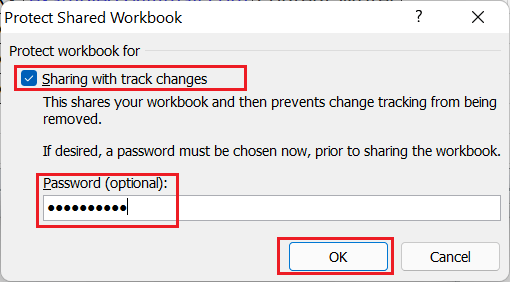 Protect Shared Workbook ? ×
Protect workbook for
Sharing with track changes
This shares your workbook and then prevents change tracking from being
removed.
If desired, a password must be chosen now, prior to sharing the workbook.
Password (optional):
●●●●●●●●●●
OK Cancel